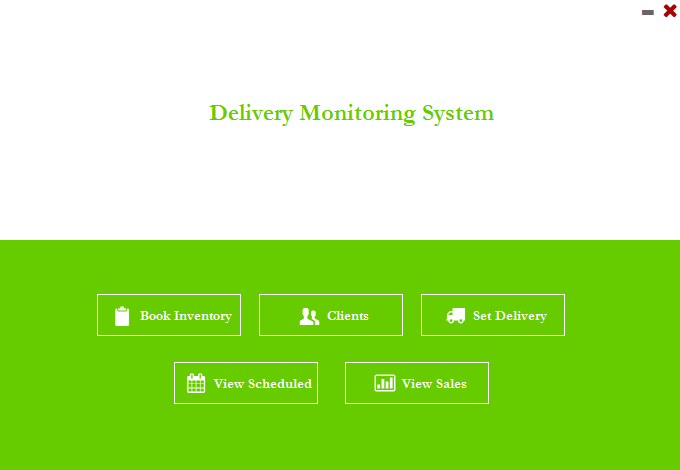 Delivery Monitoring System
Book Inventory
Clients
Set Delivery
View Scheduled
View Sales